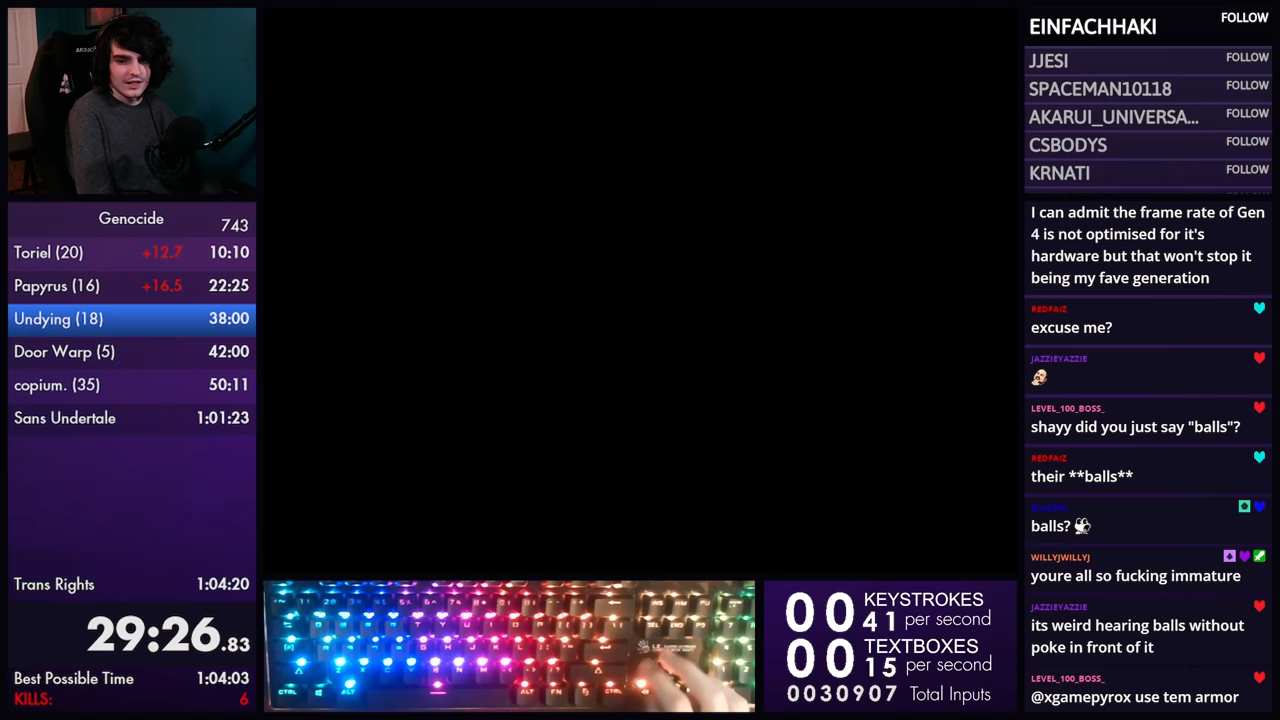 Genocide
743
Toriel (20) +12.7 10:10
Papyrus (16) +16.5 22:25
Undying (18) 38:00
Door Warp (5) 42:00
copium. (35) 50:11
Sans Undertale 1:01:23
Trans Rights 1:04:20
29:26.83
Best Possible Time 1:04:03
KILLS: 6
00 41 KEYSTROKES per second
00 15 TEXTBOXES per second
0030907 Total Inputs
EINFACHHAKI FOLLOW
JJESI FOLLOW
SPACEMAN10118 FOLLOW
AKARUI_UNIVERSA... FOLLOW
CSBODYS FOLLOW
KRNATI FOLLOW
I can admit the frame rate of Gen
4 is not optimised for it's
hardware but that won't stop it
being my fave generation
REDFAIZ
excuse me?
JAZZIEYAZZIE
LEVEL_100_BOSS_
shayy did you just say "balls"?
REDFAIZ
their **balls**
balls?
WILLYJWILLYJ
youre all so fucking immature
JAZZIEYAZZIE
its weird hearing balls without
poke in front of it
LEVEL_100_BOSS_
@xgamepyrox use tem armor